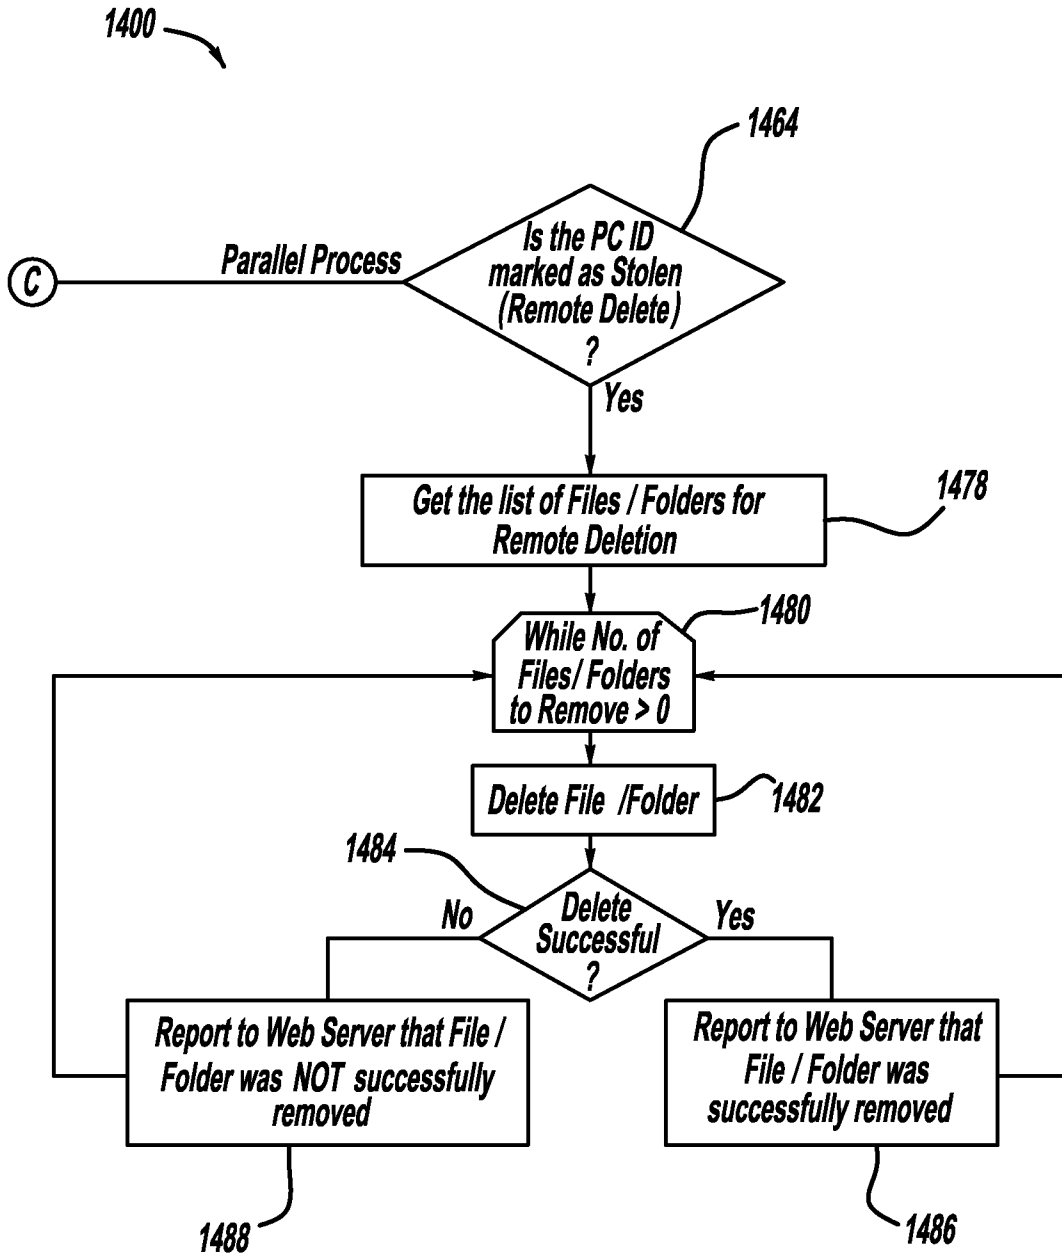 1400
1464
Is the PC ID
marked as Stolen
(Remote Delete)
?
Parallel Process
C
Yes
Get the list of Files / Folders for
Remote Deletion
1478
While No. of
Files/ Folders
to Remove > 0
1480
Delete File /Folder
1482
1484
Delete
Successful
?
No
Yes
Report to Web Server that File /
Folder was NOT successfully
removed
Report to Web Server that
File / Folder was
successfully removed
1488
1486